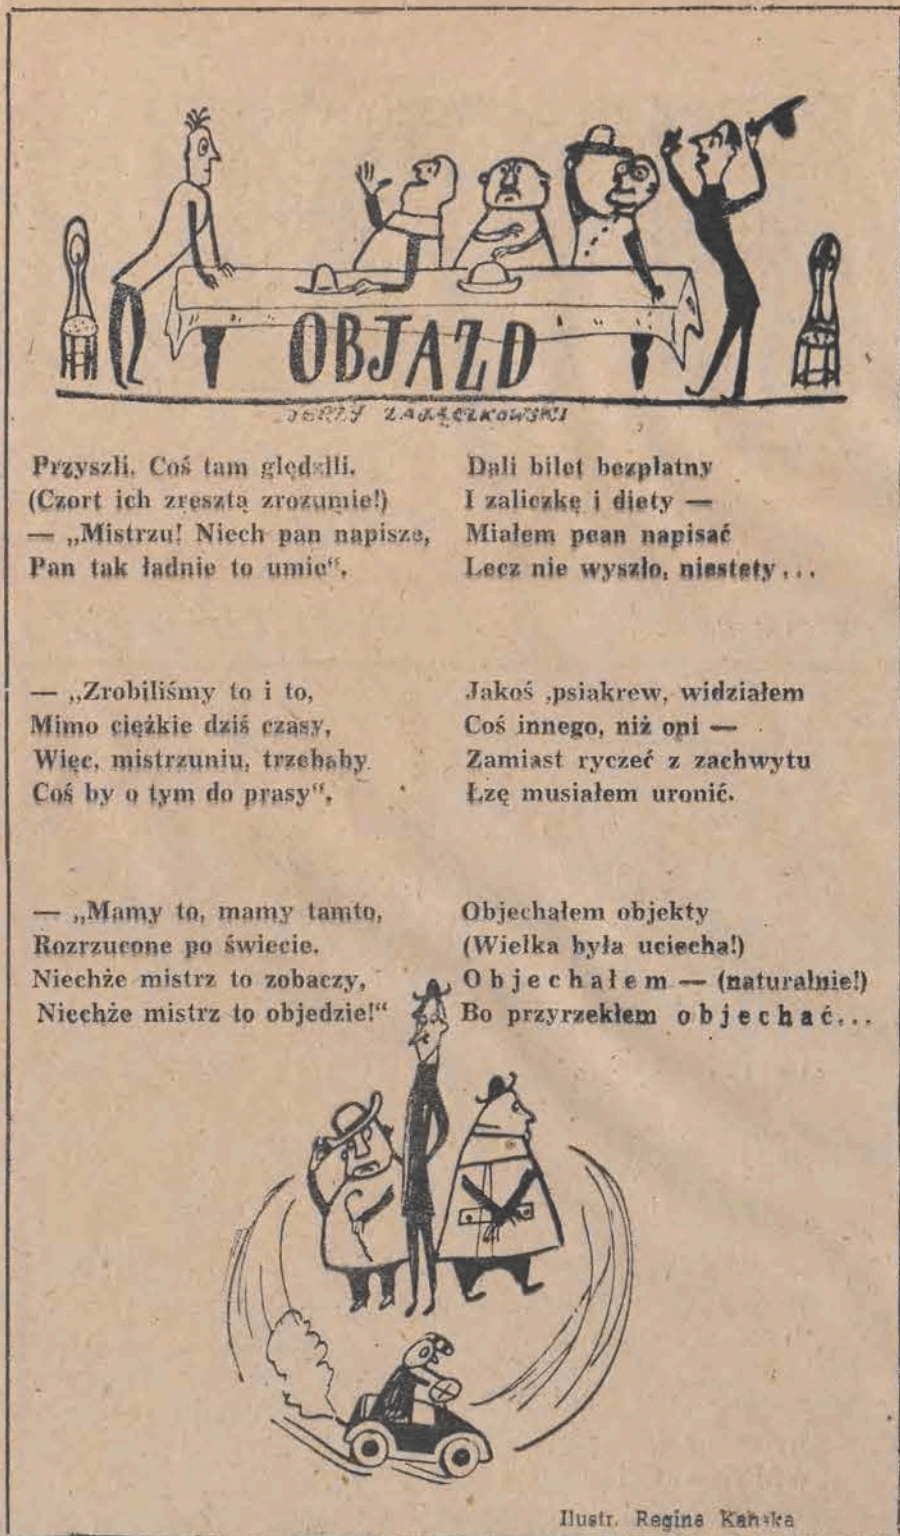 OBJAZD
JERZY ZAJĄCZKOWSKI
Przyszli. Coś tam ględzili.
(Czort ich zresztą zrozumie!)
— „Mistrzu! Niech pan napisze,
Pan tak ładnie to umie“.
— „Zrobiliśmy to i to,
Mimo ciężkie dziś czasy,
Więc, mistrzuniu, trzebaby
Coś by o tym do prasy“.
— „Mamy to, mamy tamto,
Rozrzucone po świecie.
Niechże mistrz to zobaczy,
Niechże mistrz to objedzie!“
Dali bilet bezpłatny
I zaliczkę i diety —
Miałem pean napisać
Lecz nie wyszło, niestety...
Jakoś ,psiakrew, widziałem
Coś innego, niż oni —
Zamiast ryczeć z zachwytu
Łzę musiałem uronić.
Objechałem objekty
(Wielka była uciecha!)
Objechałem — (naturalnie!)
Bo przyrzekłem objechać...
Ilustr. Regina Kańska